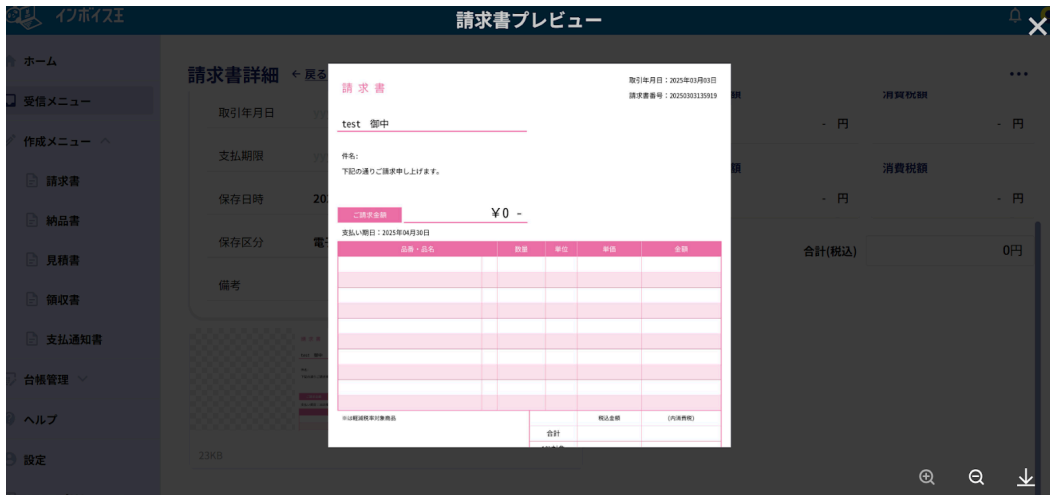 インボイス王
請求書プレビュー
ホーム
受信メニュー
作成メニュー
請求書
納品書
見積書
領収書
支払通知書
台帳管理
ヘルプ
設定
請求書詳細 ← 戻る
取引年月日
支払期限
保存日時 20
保存区分 電
備考
23KB
請求書
取引年月日：2025年03月03日
請求書番号：20250303135919
test 御中
件名:
下記の通りご請求申し上げます。
ご請求金額 ￥0 -
支払い期日：2025年04月30日
品番・品名 数量 単位 単価 金額
※は軽減税率対象商品
税込金額 (内消費税)
合計
額 消費税額
- 円 - 円
額 消費税額
- 円 - 円
合計(税込) 0円